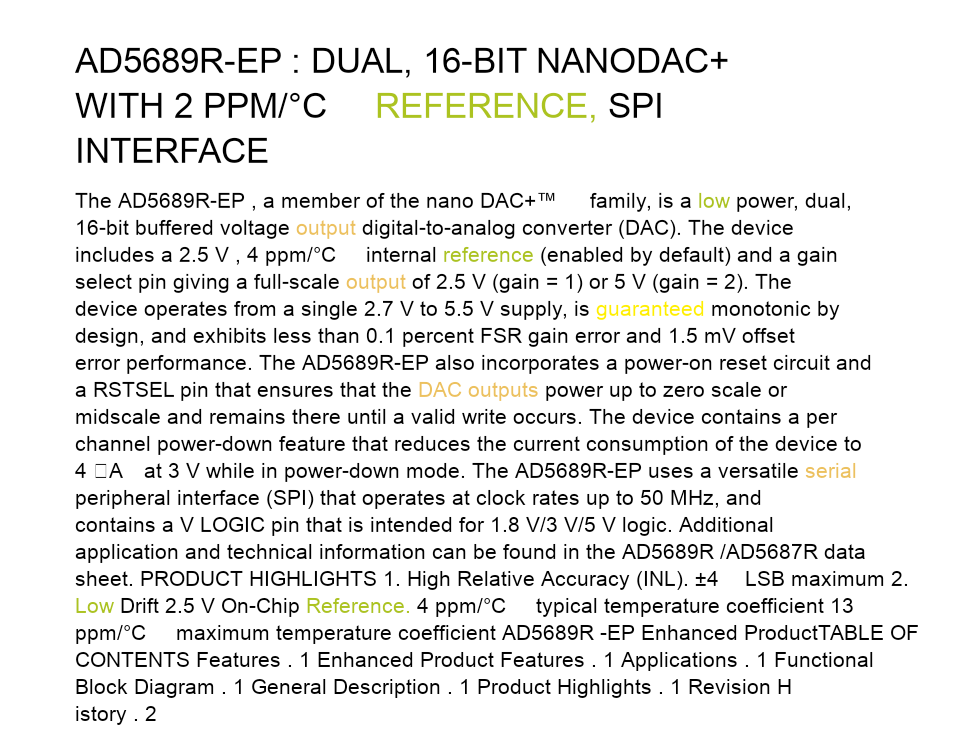 AD5689R-EP : DUAL, 16-BIT NANODAC+
WITH 2 PPM/°C REFERENCE, SPI
INTERFACE
The AD5689R-EP , a member of the nano DAC+™ family, is a low power, dual,
16-bit buffered voltage output digital-to-analog converter (DAC). The device
includes a 2.5 V , 4 ppm/°C internal reference (enabled by default) and a gain
select pin giving a full-scale output of 2.5 V (gain = 1) or 5 V (gain = 2). The
device operates from a single 2.7 V to 5.5 V supply, is guaranteed monotonic by
design, and exhibits less than 0.1 percent FSR gain error and 1.5 mV offset
error performance. The AD5689R-EP also incorporates a power-on reset circuit and
a RSTSEL pin that ensures that the DAC outputs power up to zero scale or
midscale and remains there until a valid write occurs. The device contains a per
channel power-down feature that reduces the current consumption of the device to
4 □A at 3 V while in power-down mode. The AD5689R-EP uses a versatile serial
peripheral interface (SPI) that operates at clock rates up to 50 MHz, and
contains a V LOGIC pin that is intended for 1.8 V/3 V/5 V logic. Additional
application and technical information can be found in the AD5689R /AD5687R data
sheet. PRODUCT HIGHLIGHTS 1. High Relative Accuracy (INL). ±4 LSB maximum 2.
Low Drift 2.5 V On-Chip Reference. 4 ppm/°C typical temperature coefficient 13
ppm/°C maximum temperature coefficient AD5689R -EP Enhanced ProductTABLE OF
CONTENTS Features . 1 Enhanced Product Features . 1 Applications . 1 Functional
Block Diagram . 1 General Description . 1 Product Highlights . 1 Revision H
istory . 2